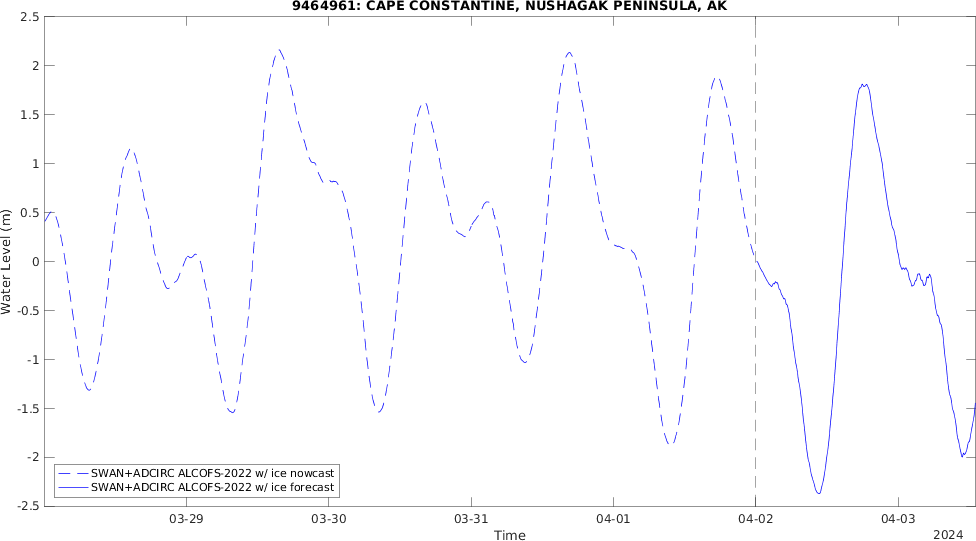 9464961: CAPE CONSTANTINE, NUSHAGAK PENINSULA, AK
2.5
2
1.5
1
0.5
0
-0.5
-1
-1.5
-2
-2.5
Water Level (m)
SWAN+ADCIRC ALCOFS-2022 w/ ice nowcast
SWAN+ADCIRC ALCOFS-2022 w/ ice forecast
03-29 03-30 03-31 04-01 04-02 04-03
Time
2024